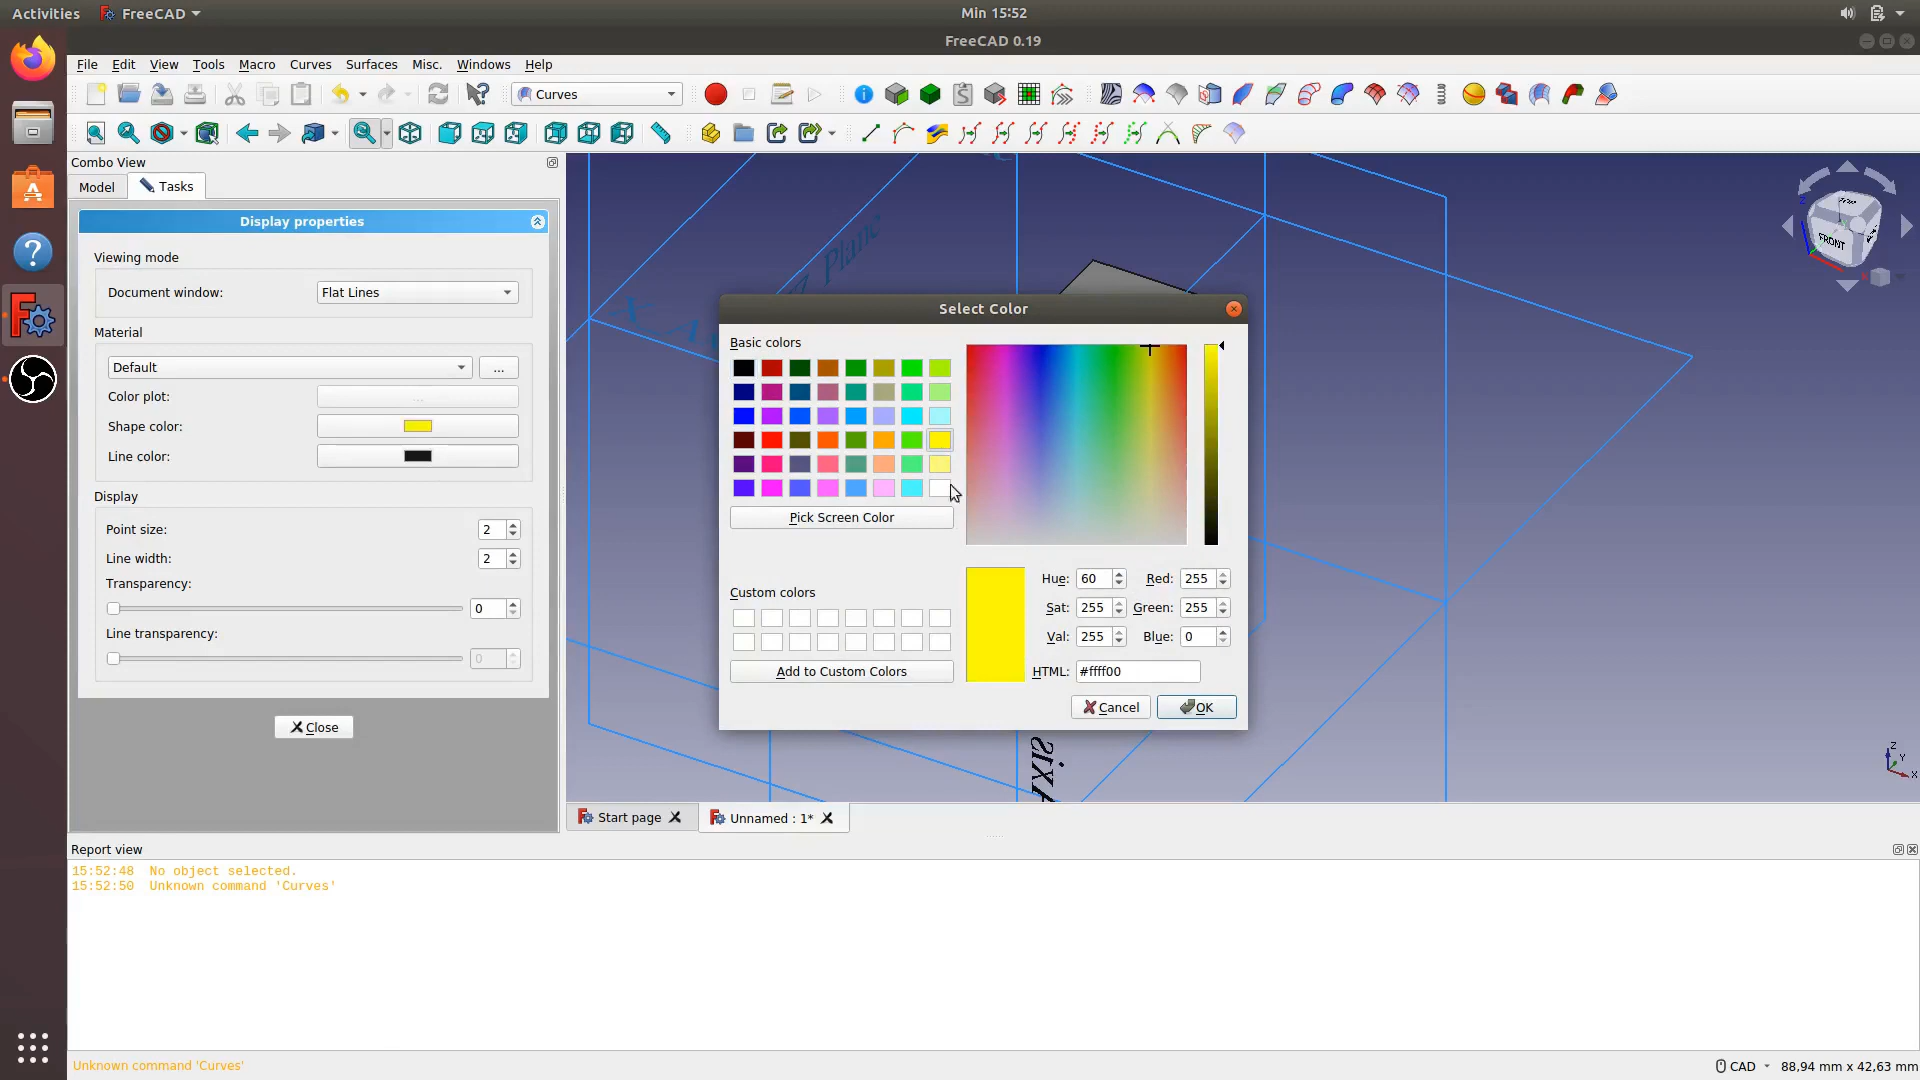 Activities
FreeCAD
Min 15:52
FreeCAD 0.19
File Edit View Tools Macro Curves Surfaces Misc. Windows Help
Curves
Combo View
Model Tasks
Display properties
Viewing mode
Document window: Flat Lines
Material
Default ...
Color plot: ...
Shape color:
Line color:
Display
Point size: 2
Line width: 2
Transparency:
0
Line transparency:
0
Close
Select Color
Basic colors
Pick Screen Color
Custom colors
Add to Custom Colors
Hue: 60 Red: 255
Sat: 255 Green: 255
Val: 255 Blue: 0
HTML: #ffff00
Cancel OK
Plane
FRONT
Z
Y
X
Start page
Unnamed : 1*
Report view
15:52:48 No object selected.
15:52:50 Unknown command 'Curves'
Unknown command 'Curves'
CAD 88,94 mm x 42,63 mm